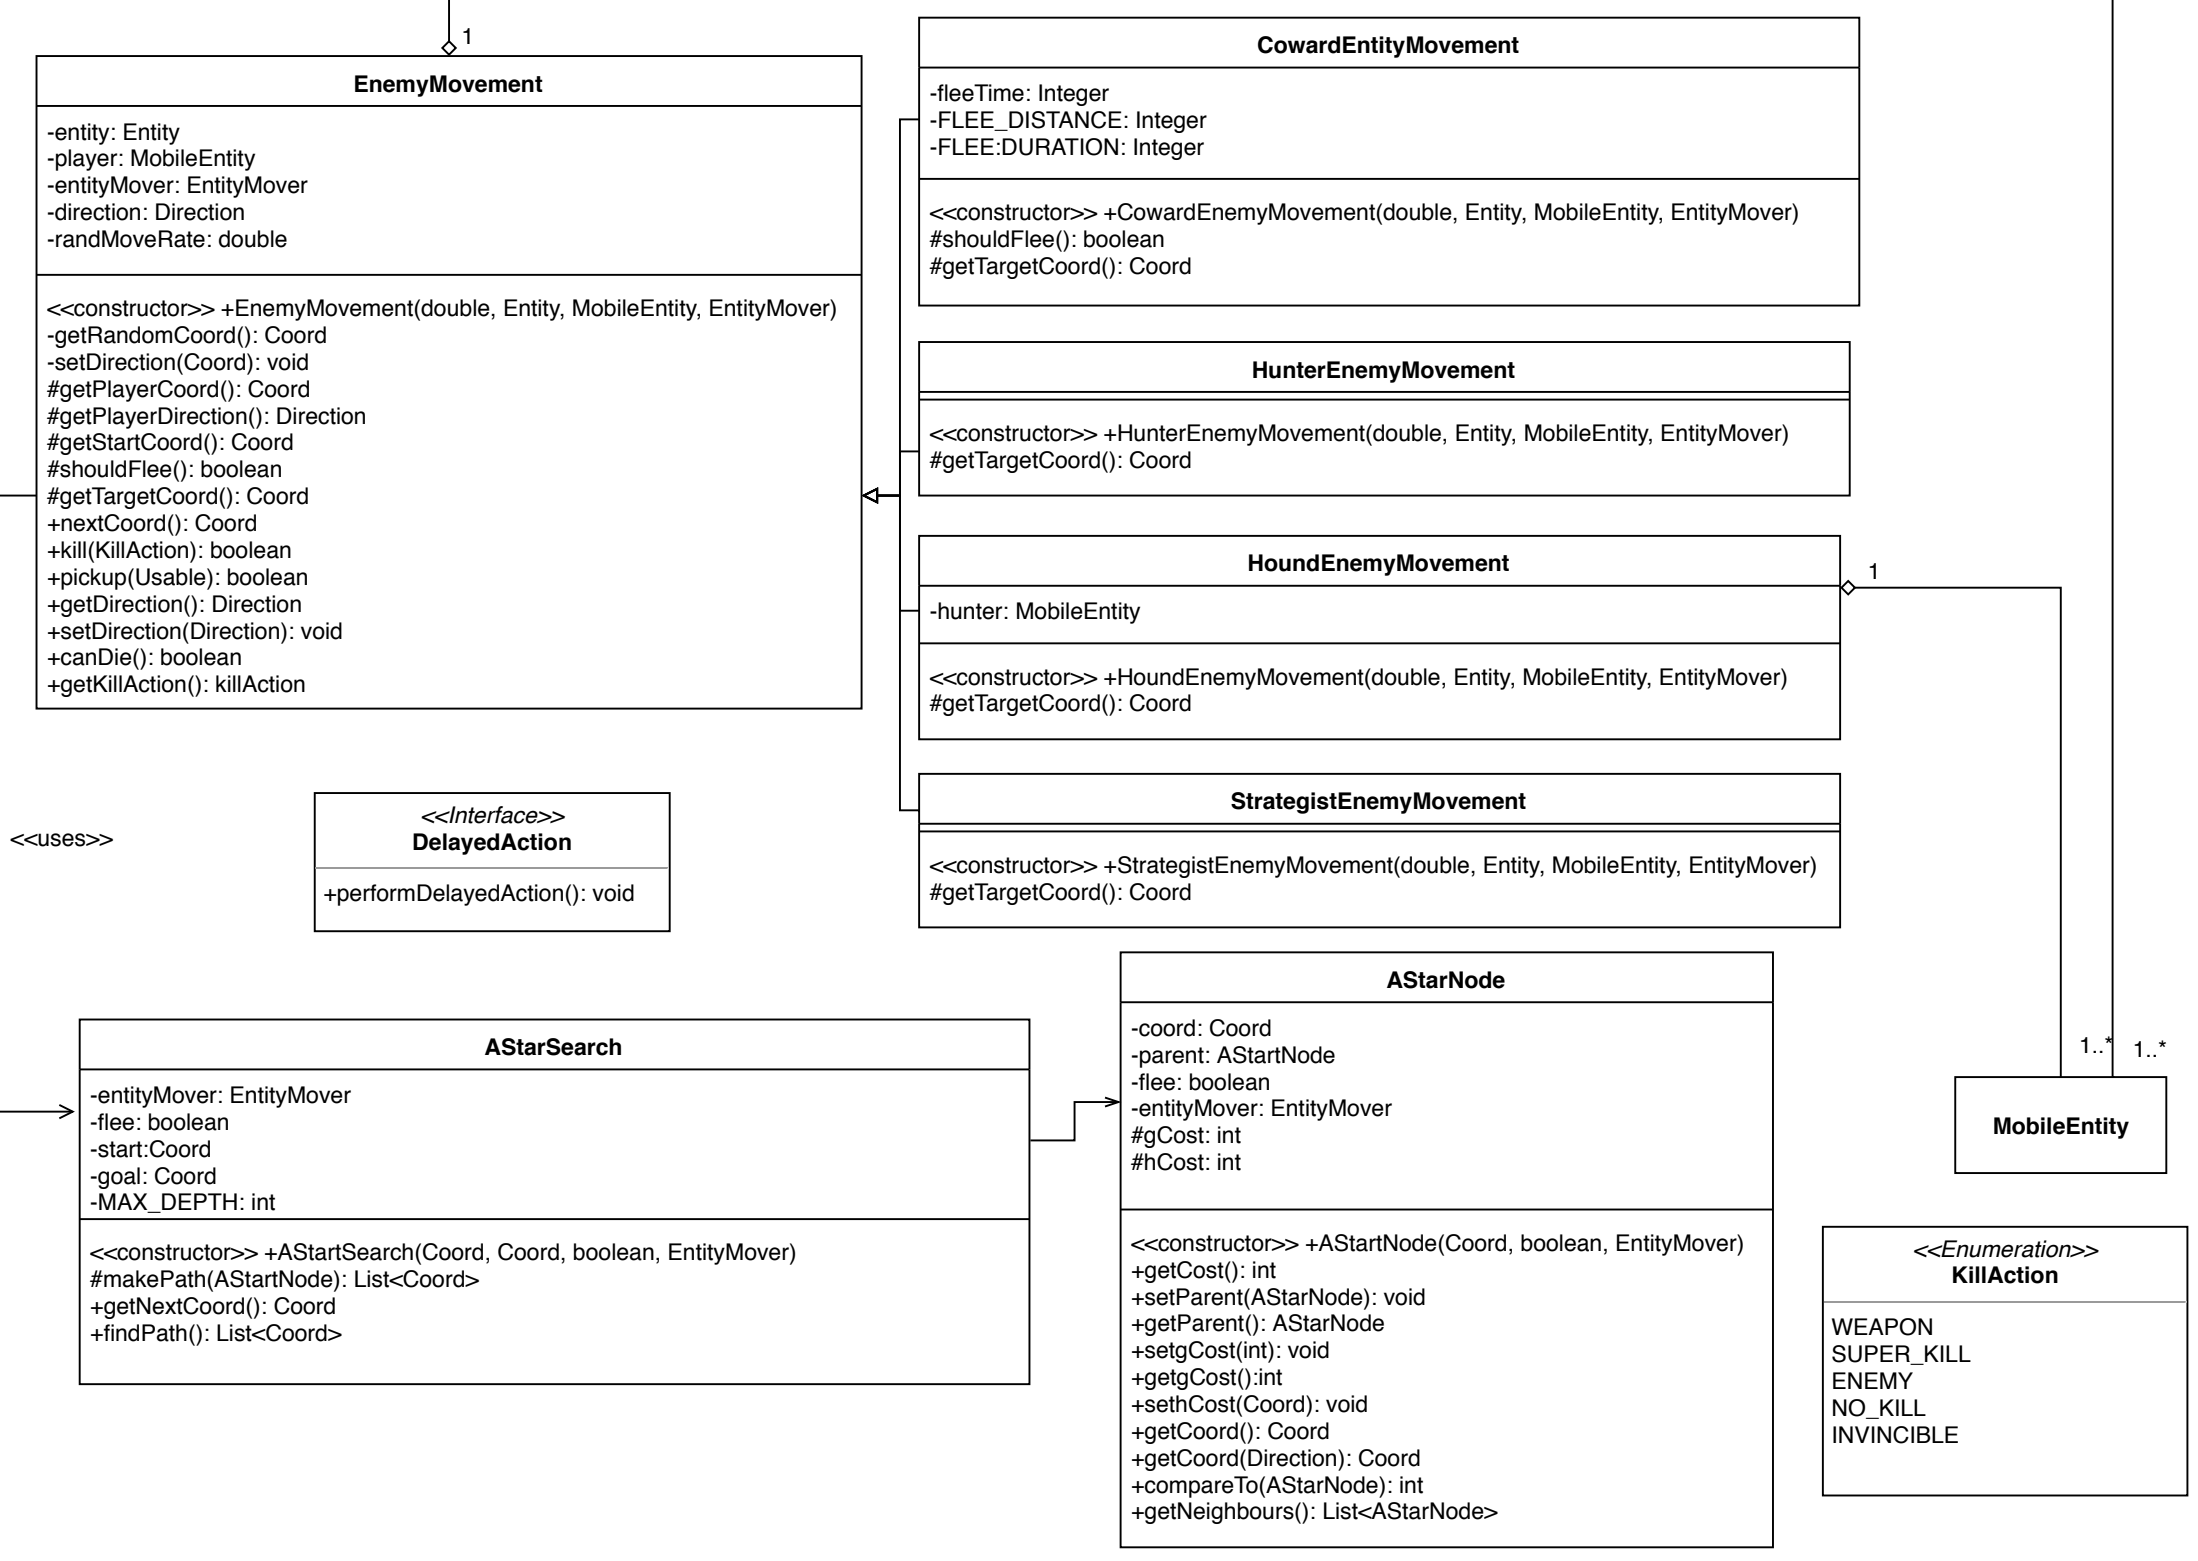 1
EnemyMovement
-entity: Entity
-player: MobileEntity
-entityMover: EntityMover
-direction: Direction
-randMoveRate: double
<<constructor>> +EnemyMovement(double, Entity, MobileEntity, EntityMover)
-getRandomCoord(): Coord
-setDirection(Coord): void
#getPlayerCoord(): Coord
#getPlayerDirection(): Direction
#getStartCoord(): Coord
#shouldFlee(): boolean
#getTargetCoord(): Coord
+nextCoord(): Coord
+kill(KillAction): boolean
+pickup(Usable): boolean
+getDirection(): Direction
+setDirection(Direction): void
+canDie(): boolean
+getKillAction(): killAction
CowardEntityMovement
-fleeTime: Integer
-FLEE_DISTANCE: Integer
-FLEE:DURATION: Integer
<<constructor>> +CowardEnemyMovement(double, Entity, MobileEntity, EntityMover)
#shouldFlee(): boolean
#getTargetCoord(): Coord
HunterEnemyMovement
<<constructor>> +HunterEnemyMovement(double, Entity, MobileEntity, EntityMover)
#getTargetCoord(): Coord
HoundEnemyMovement
-hunter: MobileEntity
<<constructor>> +HoundEnemyMovement(double, Entity, MobileEntity, EntityMover)
#getTargetCoord(): Coord
1
StrategistEnemyMovement
<<constructor>> +StrategistEnemyMovement(double, Entity, MobileEntity, EntityMover)
#getTargetCoord(): Coord
<<uses>>
<<Interface>>
DelayedAction
+performDelayedAction(): void
AStarSearch
-entityMover: EntityMover
-flee: boolean
-start:Coord
-goal: Coord
-MAX_DEPTH: int
<<constructor>> +AStartSearch(Coord, Coord, boolean, EntityMover)
#makePath(AStartNode): List<Coord>
+getNextCoord(): Coord
+findPath(): List<Coord>
AStarNode
-coord: Coord
-parent: AStartNode
-flee: boolean
-entityMover: EntityMover
#gCost: int
#hCost: int
<<constructor>> +AStartNode(Coord, boolean, EntityMover)
+getCost(): int
+setParent(AStarNode): void
+getParent(): AStarNode
+setgCost(int): void
+getgCost():int
+sethCost(Coord): void
+getCoord(): Coord
+getCoord(Direction): Coord
+compareTo(AStarNode): int
+getNeighbours(): List<AStarNode>
1..*
1..*
MobileEntity
<<Enumeration>>
KillAction
WEAPON
SUPER_KILL
ENEMY
NO_KILL
INVINCIBLE